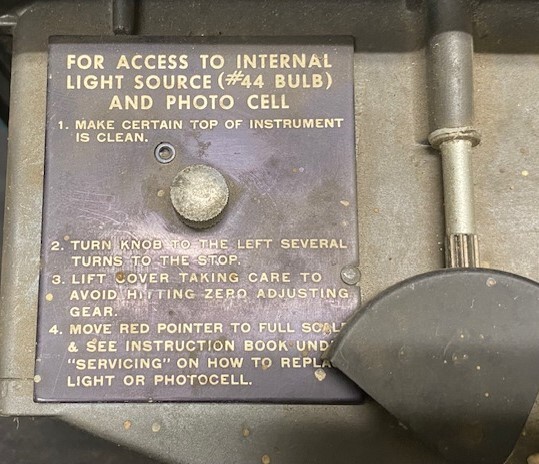 FOR ACCESS TO INTERNAL
LIGHT SOURCE (#44 BULB)
AND PHOTO CELL
1. MAKE CERTAIN TOP OF INSTRUMENT
IS CLEAN.
2. TURN KNOB TO THE LEFT SEVERAL
TURNS TO THE STOP.
3. LIFT COVER TAKING CARE TO
AVOID HITTING ZERO ADJUSTING
GEAR.
4. MOVE RED POINTER TO FULL SCALE
& SEE INSTRUCTION BOOK UND
"SERVICING" ON HOW TO REPLA
LIGHT OR PHOTOCELL.